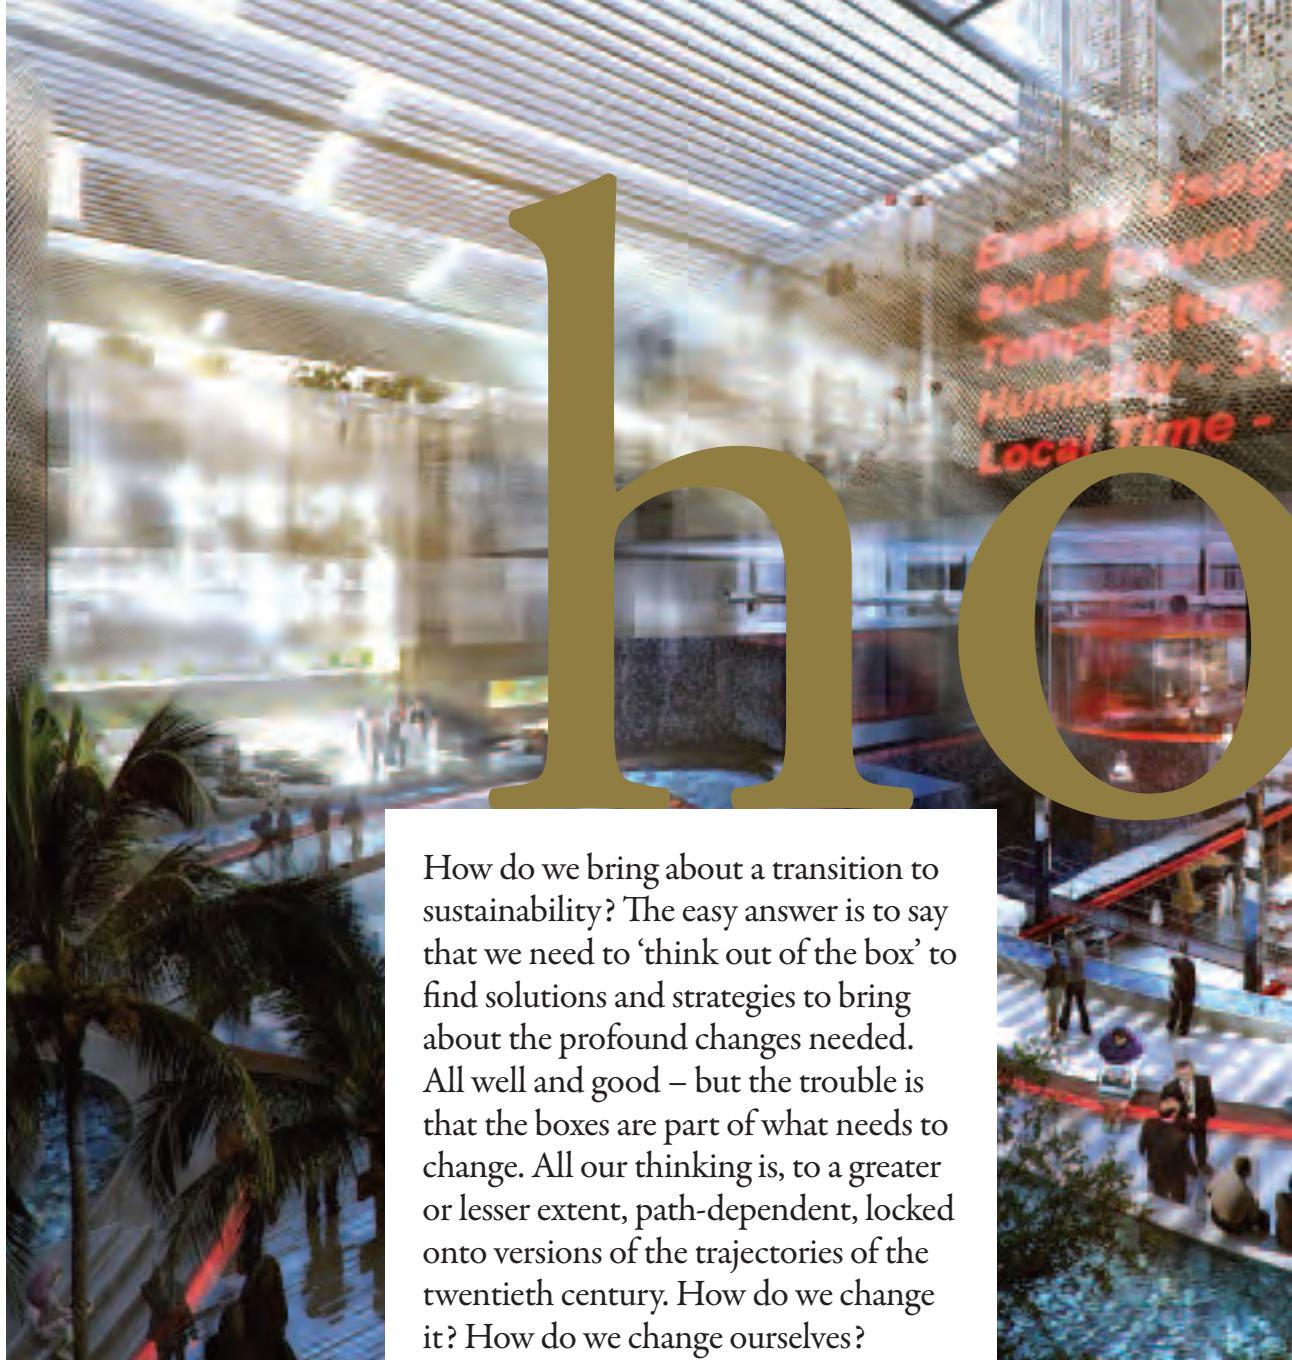 Energy Usag
Solar Power -
Temperature
Humidity - 3
Local Time -
ho
How do we bring about a transition to
sustainability? The easy answer is to say
that we need to ‘think out of the box’ to
find solutions and strategies to bring
about the profound changes needed.
All well and good – but the trouble is
that the boxes are part of what needs to
change. All our thinking is, to a greater
or lesser extent, path-dependent, locked
onto versions of the trajectories of the
twentieth century. How do we change
it? How do we change ourselves?